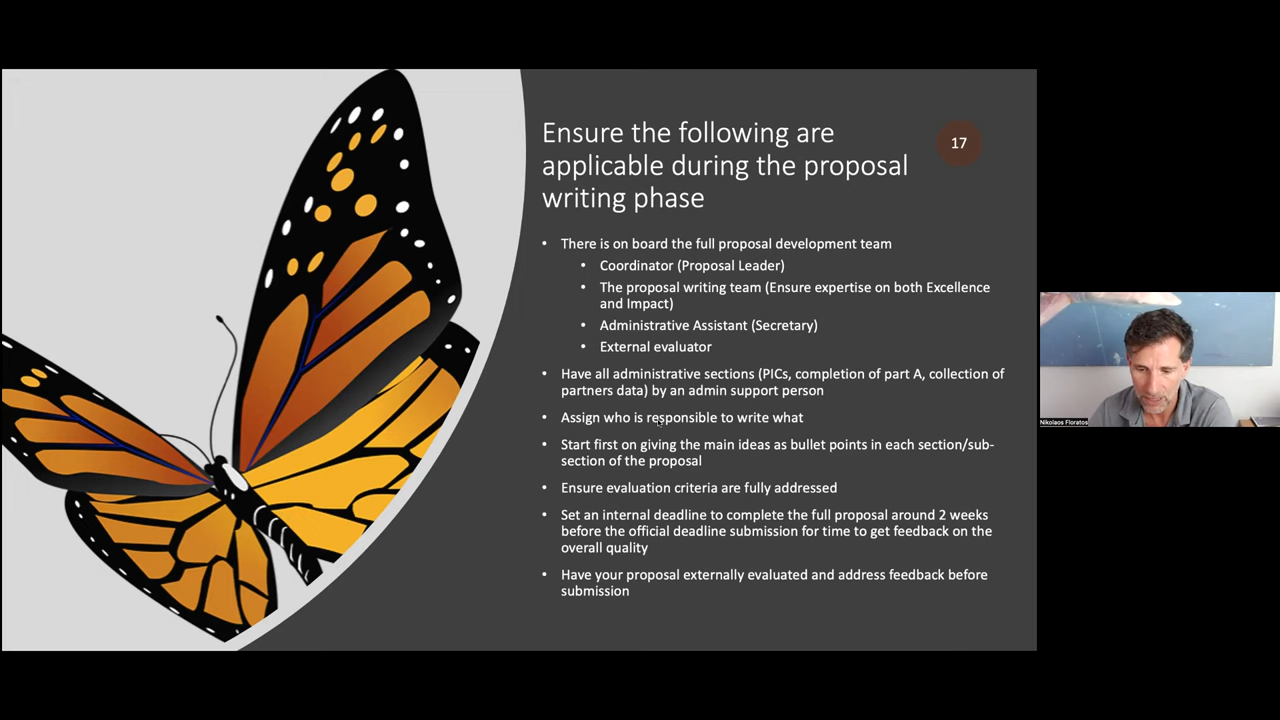 Ensure the following are
applicable during the proposal
writing phase
17
• There is on board the full proposal development team
• Coordinator (Proposal Leader)
• The proposal writing team (Ensure expertise on both Excellence
and Impact)
• Administrative Assistant (Secretary)
• External evaluator
• Have all administrative sections (PICs, completion of part A, collection of
partners data) by an admin support person
• Assign who is responsible to write what
• Start first on giving the main ideas as bullet points in each section/sub-
section of the proposal
• Ensure evaluation criteria are fully addressed
• Set an internal deadline to complete the full proposal around 2 weeks
before the official deadline submission for time to get feedback on the
overall quality
• Have your proposal externally evaluated and address feedback before
submission
Nikolaos Floratos